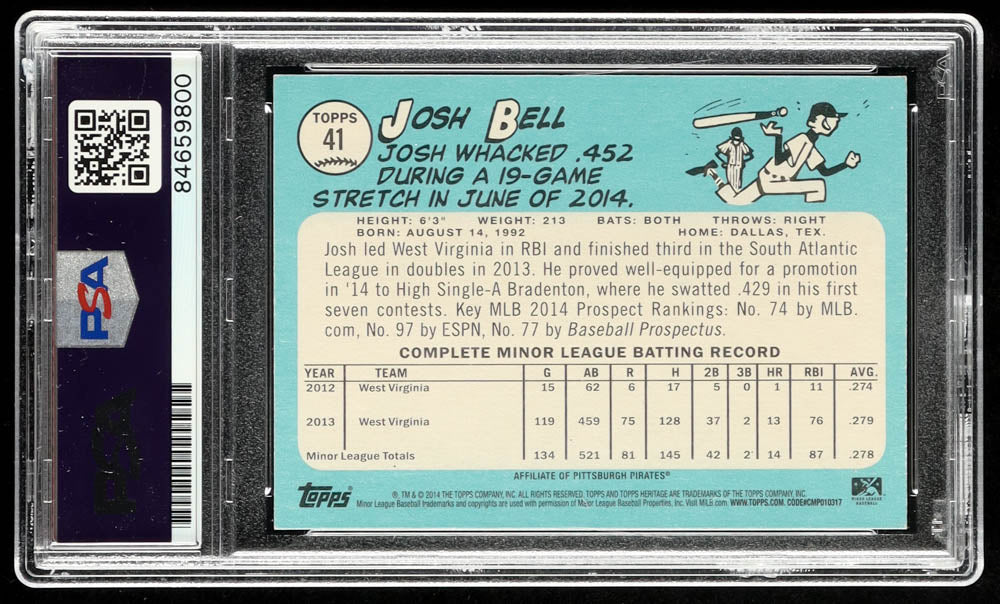 84659800
PSA
PSA
TOPPS
41
JOSH BELL
JOSH WHACKED .452
DURING A 19-GAME
STRETCH IN JUNE OF 2014.
HEIGHT: 6'3" WEIGHT: 213 BATS: BOTH THROWS: RIGHT
BORN: AUGUST 14, 1992 HOME: DALLAS, TEX.
Josh led West Virginia in RBI and finished third in the South Atlantic
League in doubles in 2013. He proved well-equipped for a promotion
in '14 to High Single-A Bradenton, where he swatted .429 in his first
seven contests. Key MLB 2014 Prospect Rankings: No. 74 by MLB.
com, No. 97 by ESPN, No. 77 by Baseball Prospectus.
COMPLETE MINOR LEAGUE BATTING RECORD
YEAR TEAM G AB R H 2B 3B HR RBI AVG.
2012 West Virginia 15 62 6 17 5 0 1 11 .274
2013 West Virginia 119 459 75 128 37 2 13 76 .279
Minor League Totals 134 521 81 145 42 2 14 87 .278
AFFILIATE OF PITTSBURGH PIRATES®
Topps®
®, TM & © 2014 THE TOPPS COMPANY, INC. ALL RIGHTS RESERVED. TOPPS AND TOPPS HERITAGE ARE TRADEMARKS OF THE TOPPS COMPANY, INC.
Minor League Baseball trademarks and copyrights are used with permission of Major League Baseball Properties, Inc. Visit MiLB.com. WWW.TOPPS.COM. CODE#CMP010317
MINOR LEAGUE
BASEBALL